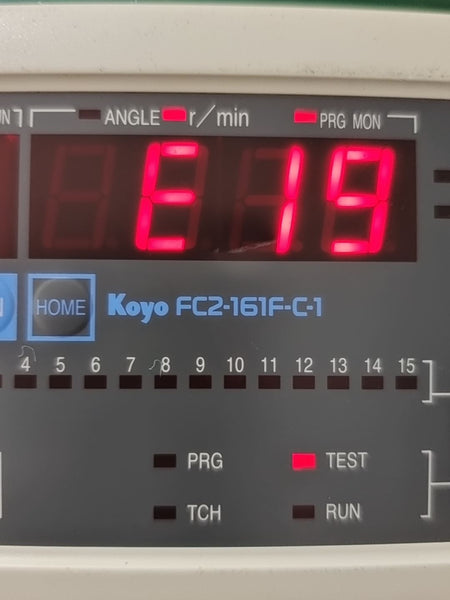 ANGLE r/min PRG MON
E 19
HOME Koyo FC2-161F-C-1
4 5 6 7 8 9 10 11 12 13 14 15
PRG TEST
TCH RUN